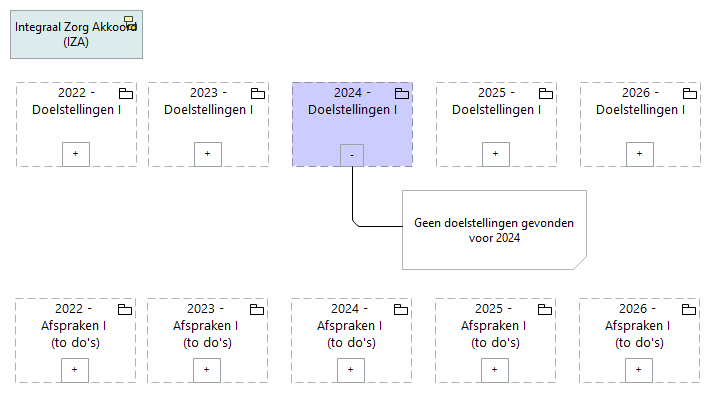 Integraal Zorg Akkoord
(IZA)
2022 -
Doelstellingen I
+
2023 -
Doelstellingen I
+
2024 -
Doelstellingen I
-
2025 -
Doelstellingen I
+
2026 -
Doelstellingen I
+
Geen doelstellingen gevonden
voor 2024
2022 -
Afspraken I
(to do's)
+
2023 -
Afspraken I
(to do's)
+
2024 -
Afspraken I
(to do's)
+
2025 -
Afspraken I
(to do's)
+
2026 -
Afspraken I
(to do's)
+